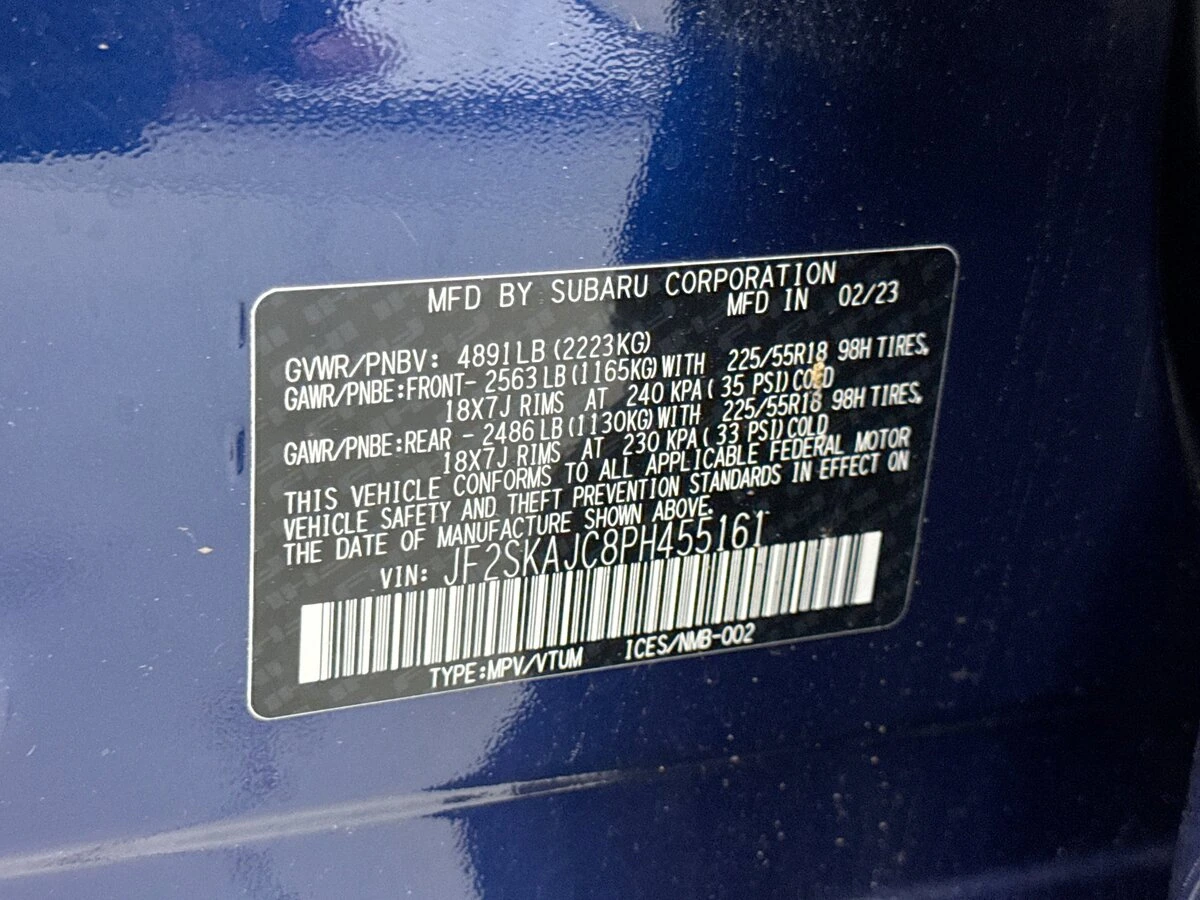 MFD BY SUBARU CORPORATION
MFD IN 02/23
GVWR/PNBV: 4891LB (2223KG)
GAWR/PNBE:FRONT- 2563 LB (1165KG) WITH 225/55R18 98H TIRES,
18X7J RIMS AT 240 KPA ( 35 PSI) COLD
GAWR/PNBE:REAR - 2486 LB (1130KG) WITH 225/55R18 98H TIRES,
18X7J RIMS AT 230 KPA ( 33 PSI) COLD
THIS VEHICLE CONFORMS TO ALL APPLICABLE FEDERAL MOTOR
VEHICLE SAFETY AND THEFT PREVENTION STANDARDS IN EFFECT ON
THE DATE OF MANUFACTURE SHOWN ABOVE.
VIN: JF2SKAJC8PH455161
TYPE:MPV/VTUM ICES/NMB-002